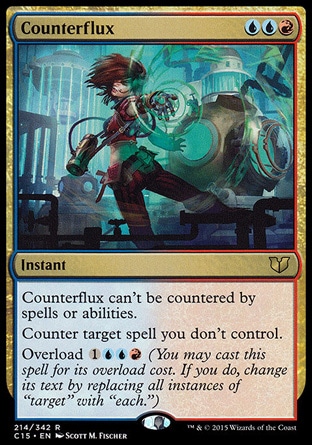 Counterflux
Instant
Counterflux can't be countered by
spells or abilities.
Counter target spell you don't control.
Overload 1 (You may cast this
spell for its overload cost. If you do, change
its text by replacing all instances of
"target" with "each.")
214/342 R
C15 • EN Scott M. Fischer
™ & © 2015 Wizards of the Coast